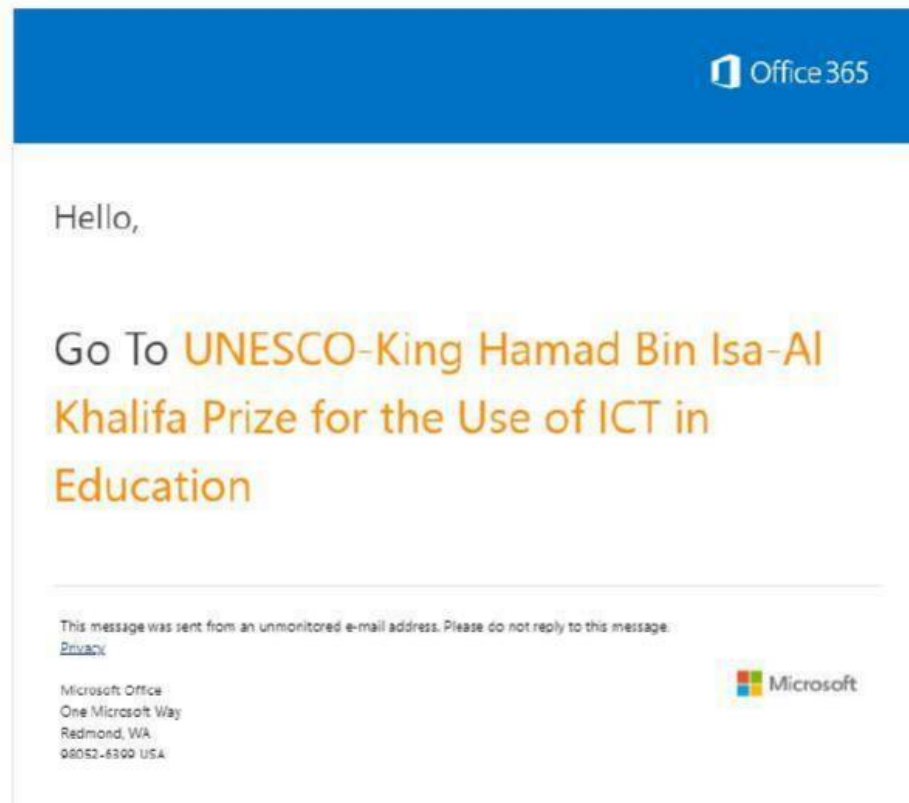 Office 365
Hello,
Go To UNESCO-King Hamad Bin Isa-Al
Khalifa Prize for the Use of ICT in
Education
This message was sent from an unmonitored e-mail address. Please do not reply to this message.
Privacy
Microsoft Office
One Microsoft Way
Redmond, WA
98052-6399 USA
Microsoft